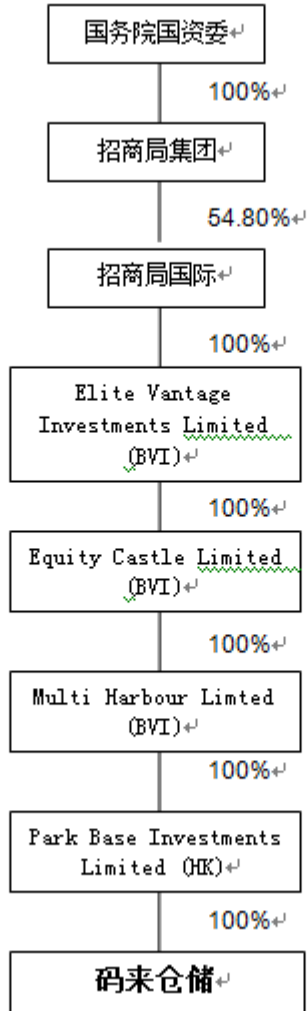 国务院国资委
100%
招商局集团
54.80%
招商局国际
100%
Elite Vantage
Investments Limited
(BVI)
100%
Equity Castle Limited
(BVI)
100%
Multi Harbour Limted
(BVI)
100%
Park Base Investments
Limited (HK)
100%
码来仓储